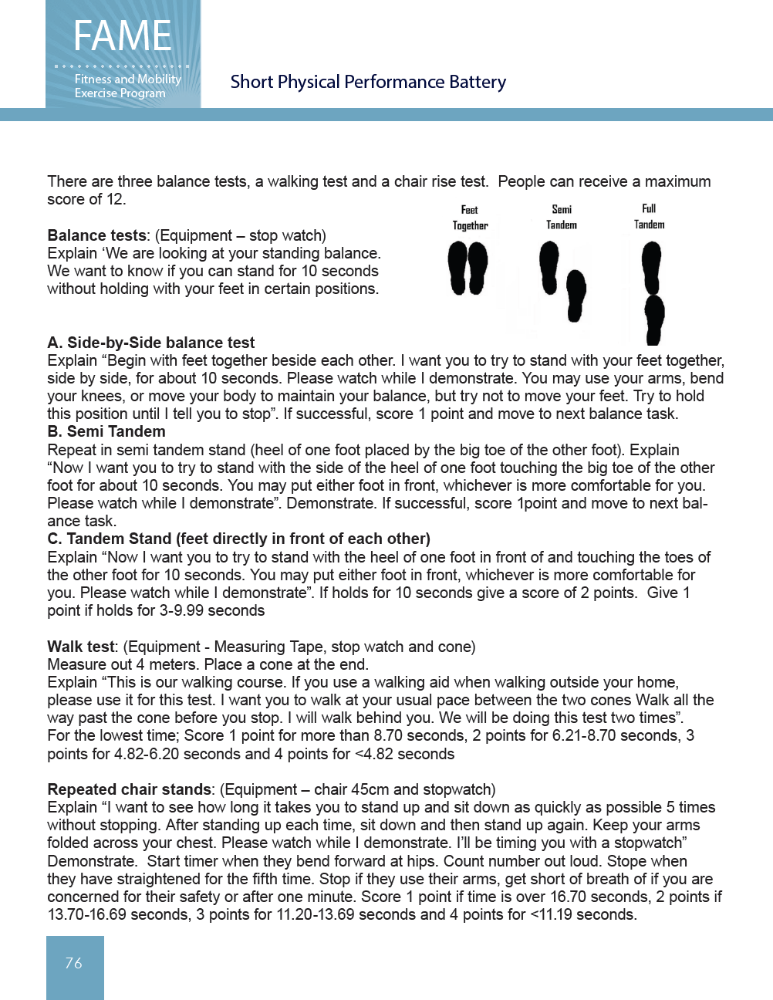 FAME
Fitness and Mobility
Exercise Program
Short Physical Performance Battery
There are three balance tests, a walking test and a chair rise test.  People can receive a maximum
score of 12.
Feet
Together
Semi
Tandem
Full
Tandem
Balance tests: (Equipment – stop watch)
Explain ‘We are looking at your standing balance.
We want to know if you can stand for 10 seconds
without holding with your feet in certain positions.
A. Side-by-Side balance test
Explain “Begin with feet together beside each other. I want you to try to stand with your feet together,
side by side, for about 10 seconds. Please watch while I demonstrate. You may use your arms, bend
your knees, or move your body to maintain your balance, but try not to move your feet. Try to hold
this position until I tell you to stop”. If successful, score 1 point and move to next balance task.
B. Semi Tandem
Repeat in semi tandem stand (heel of one foot placed by the big toe of the other foot). Explain
“Now I want you to try to stand with the side of the heel of one foot touching the big toe of the other
foot for about 10 seconds. You may put either foot in front, whichever is more comfortable for you.
Please watch while I demonstrate”. Demonstrate. If successful, score 1point and move to next bal-
ance task.
C. Tandem Stand (feet directly in front of each other)
Explain “Now I want you to try to stand with the heel of one foot in front of and touching the toes of
the other foot for 10 seconds. You may put either foot in front, whichever is more comfortable for
you. Please watch while I demonstrate”. If holds for 10 seconds give a score of 2 points.  Give 1
point if holds for 3-9.99 seconds
Walk test: (Equipment - Measuring Tape, stop watch and cone)
Measure out 4 meters. Place a cone at the end.
Explain “This is our walking course. If you use a walking aid when walking outside your home,
please use it for this test. I want you to walk at your usual pace between the two cones Walk all the
way past the cone before you stop. I will walk behind you. We will be doing this test two times”.
For the lowest time; Score 1 point for more than 8.70 seconds, 2 points for 6.21-8.70 seconds, 3
points for 4.82-6.20 seconds and 4 points for <4.82 seconds
Repeated chair stands: (Equipment – chair 45cm and stopwatch)
Explain “I want to see how long it takes you to stand up and sit down as quickly as possible 5 times
without stopping. After standing up each time, sit down and then stand up again. Keep your arms
folded across your chest. Please watch while I demonstrate. I’ll be timing you with a stopwatch”
Demonstrate.  Start timer when they bend forward at hips. Count number out loud. Stope when
they have straightened for the fifth time. Stop if they use their arms, get short of breath of if you are
concerned for their safety or after one minute. Score 1 point if time is over 16.70 seconds, 2 points if
13.70-16.69 seconds, 3 points for 11.20-13.69 seconds and 4 points for <11.19 seconds.
76